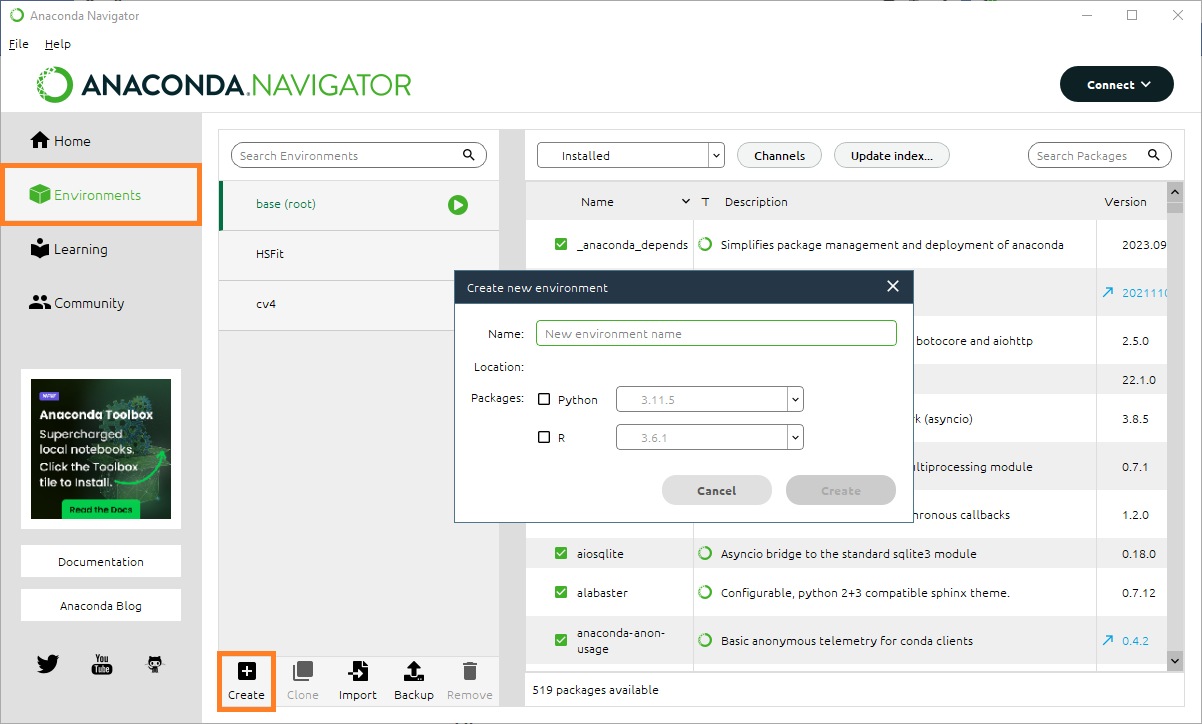 Anaconda Navigator
File Help
ANACONDA.NAVIGATOR
Connect
Home
Environments
Learning
Community
NEW
Anaconda Toolbox
Supercharged
local notebooks.
Click the Toolbox
tile to install.
Read the Docs
Documentation
Anaconda Blog
You
Tube
Search Environments
base (root)
HSFit
cv4
Create Clone Import Backup Remove
Installed Channels Update index... Search Packages
Name T Description Version
_anaconda_depends Simplifies package management and deployment of anaconda 2023.09
2021110
botocore and aiohttp 2.5.0
22.1.0
rk (asyncio) 3.8.5
ultiprocessing module 0.7.1
hronous callbacks 1.2.0
aiosqlite Asyncio bridge to the standard sqlite3 module 0.18.0
alabaster Configurable, python 2+3 compatible sphinx theme. 0.7.12
anaconda-anon-
usage Basic anonymous telemetry for conda clients 0.4.2
519 packages available
Create new environment
Name: New environment name
Location:
Packages: Python 3.11.5
R 3.6.1
Cancel Create